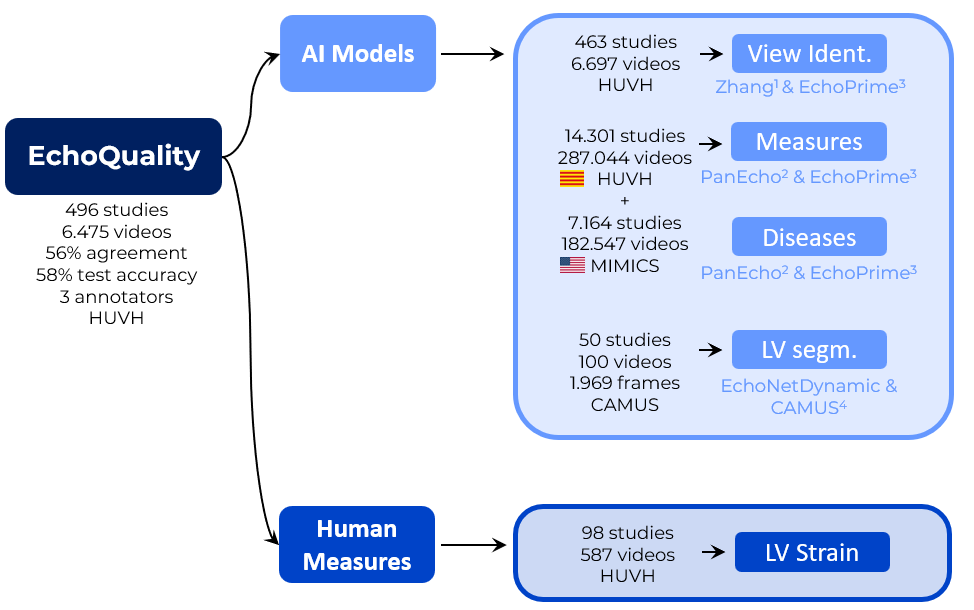 EchoQuality
496 studies
6.475 videos
56% agreement
58% test accuracy
3 annotators
HUVH
AI Models
463 studies
6.697 videos
HUVH
View Ident.
Zhang¹ & EchoPrime³
14.301 studies
287.044 videos
HUVH
+
7.164 studies
182.547 videos
MIMICS
Measures
PanEcho² & EchoPrime³
Diseases
PanEcho² & EchoPrime³
50 studies
100 videos
1.969 frames
CAMUS
LV segm.
EchoNetDynamic &
CAMUS⁴
Human
Measures
98 studies
587 videos
HUVH
LV Strain